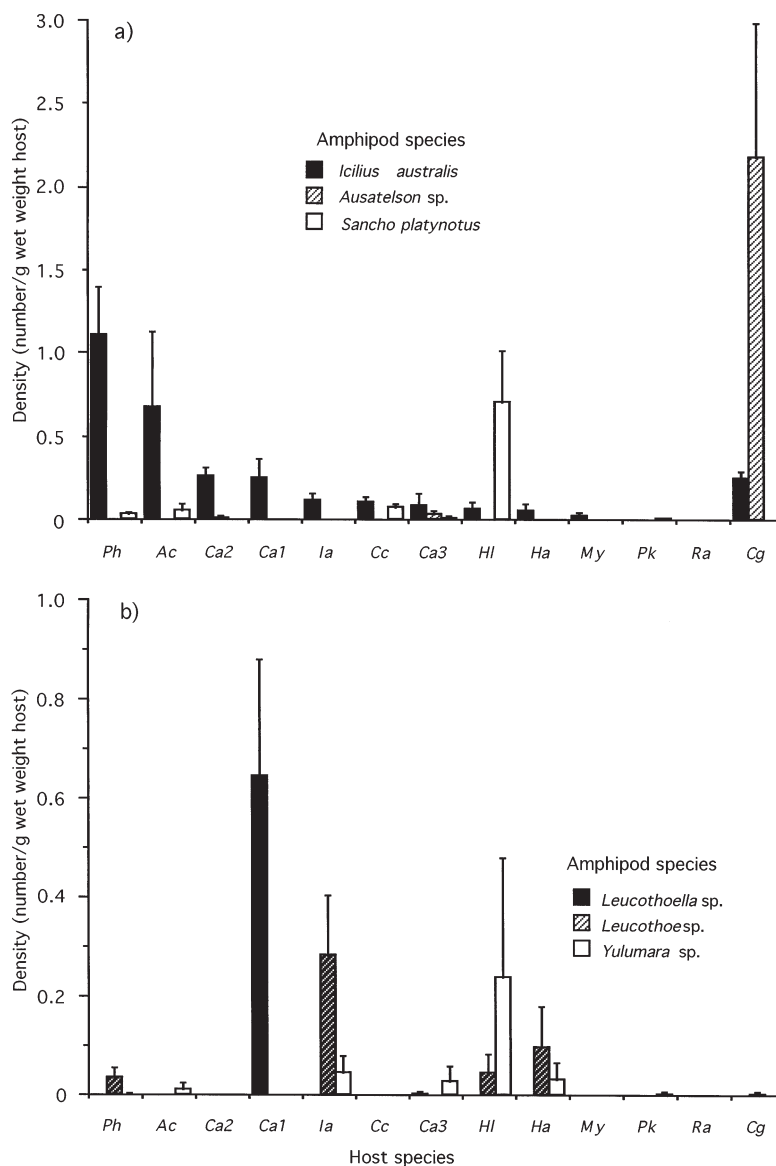 a)
3.0
2.5
2.0
1.5
1.0
0.5
0
Density (number/g wet weight host)
Amphipod species
Icilius australis
Ausatelson sp.
Sancho platynotus
Ph Ac Ca2 Ca1 Ia Cc Ca3 Hl Ha My Pk Ra Cg
b)
1.0
0.8
0.6
0.4
0.2
0
Density (number/g wet weight host)
Amphipod species
Leucothoella sp.
Leucothoe sp.
Yulumara sp.
Ph Ac Ca2 Ca1 Ia Cc Ca3 Hl Ha My Pk Ra Cg
Host species